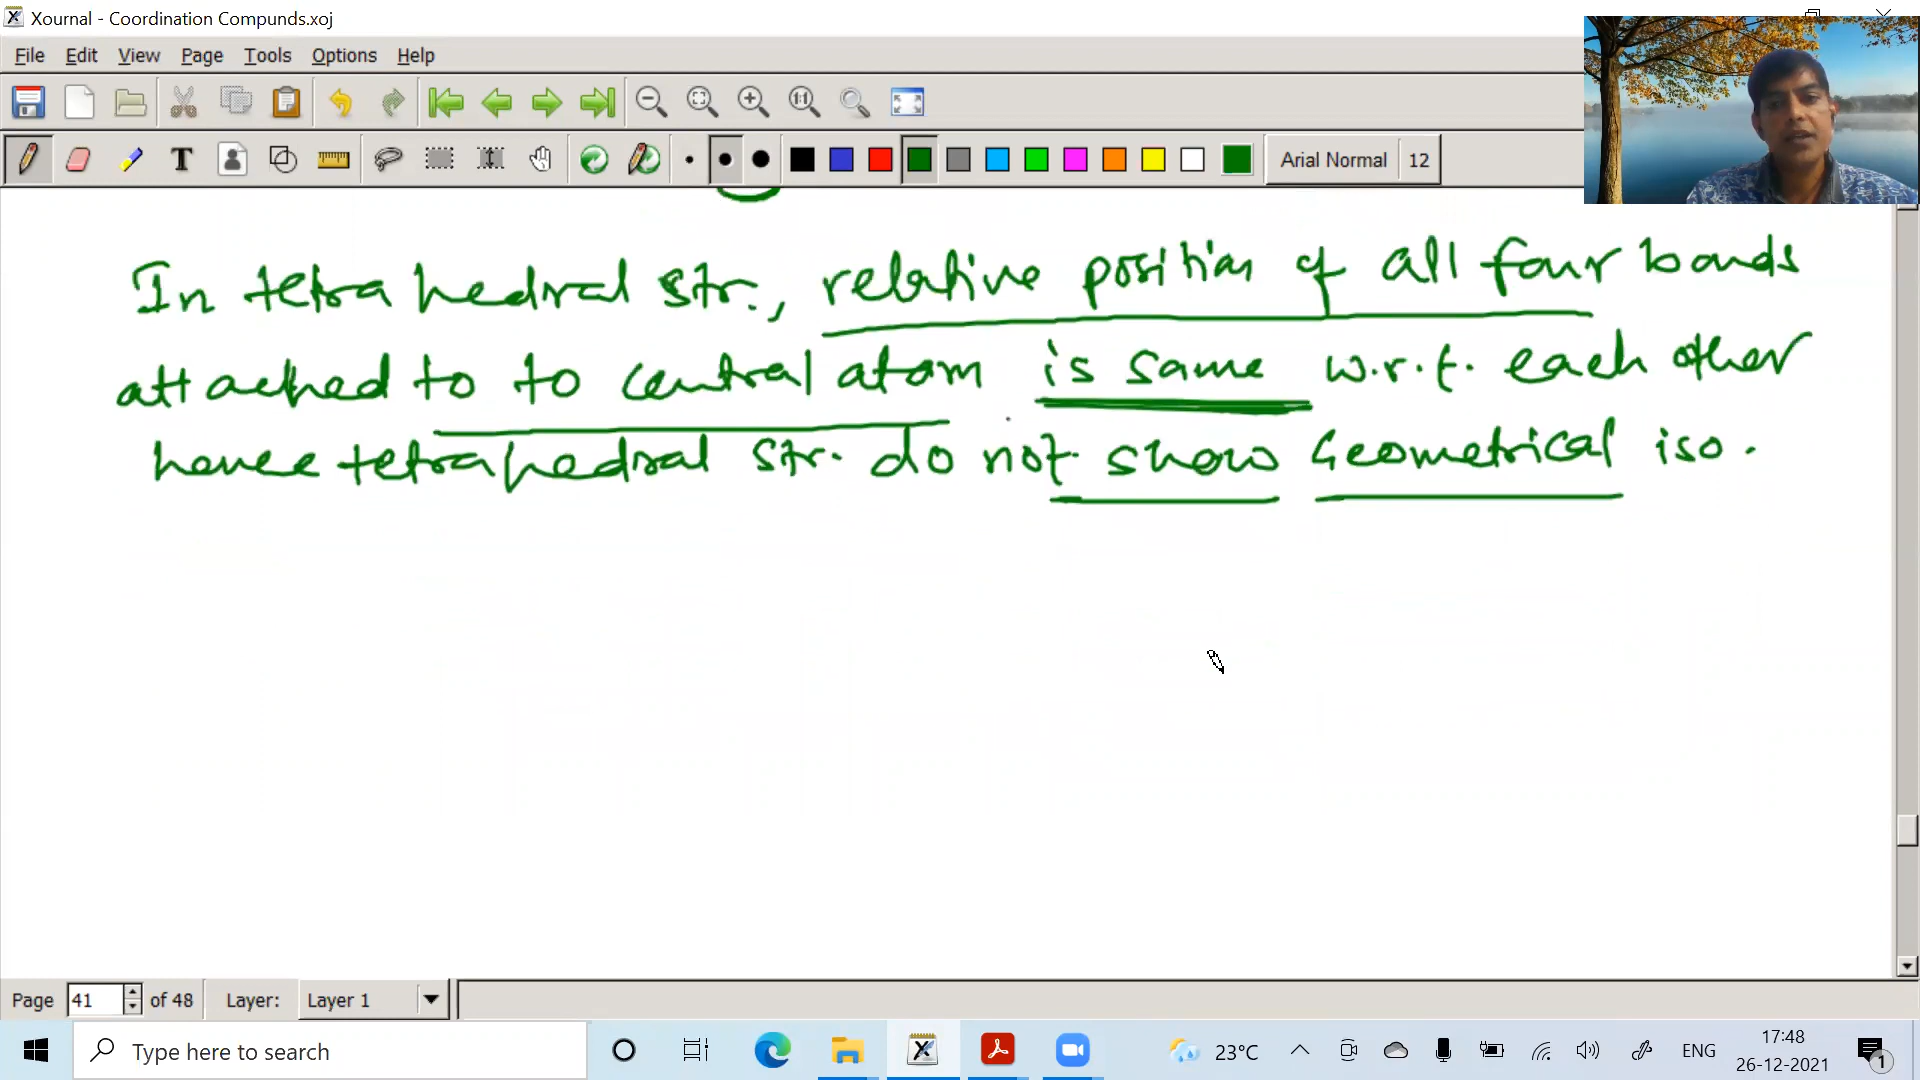 Xournal - Coordination Compunds.xoj
File Edit View Page Tools Options Help
Arial Normal 12
In tetrahedral str., relative position of all four bonds
attached to to central atom is same w.r.t. each other
hence tetrahedral str. do not show Geometrical iso.
Page 41 of 48 Layer: Layer 1
Type here to search
23°C
ENG
17:48
26-12-2021
1